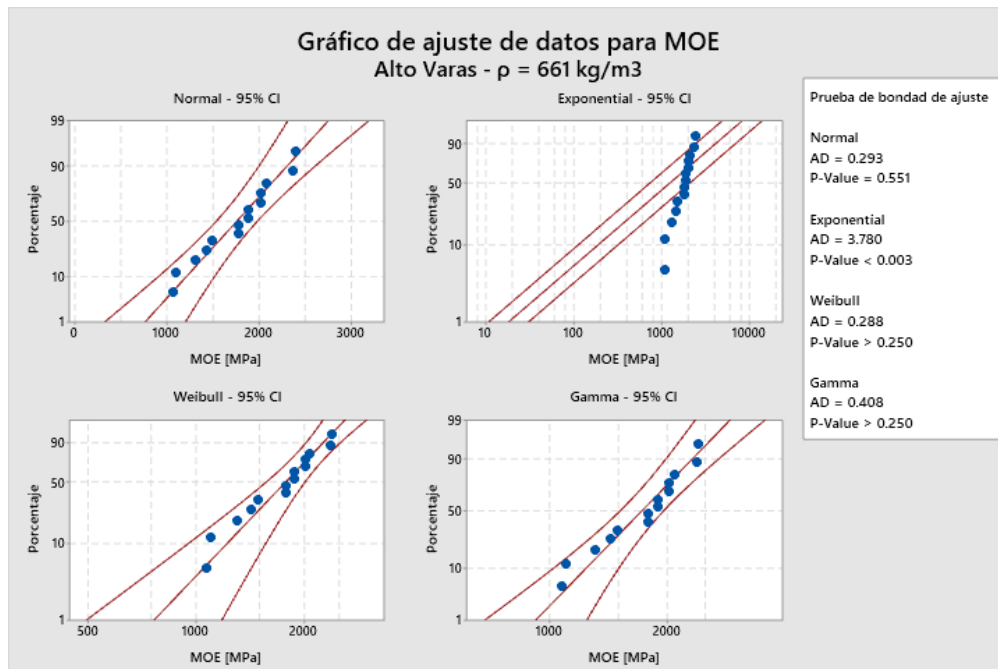 Gráfico de ajuste de datos para MOE
Alto Varas - ρ = 661 kg/m3
Normal - 95% CI
Porcentaje
99
90
50
10
1
1000
2000
3000
MOE [MPa]
Exponential - 95% CI
Porcentaje
90
50
10
1
10
100
1000
10000
MOE [MPa]
Weibull - 95% CI
Porcentaje
90
50
10
1
500
1000
2000
MOE [MPa]
Gamma - 95% CI
Porcentaje
99
90
50
10
1
1000
2000
MOE [MPa]
Prueba de bondad de ajuste
Normal
AD = 0.293
P-Value = 0.551
Exponential
AD = 3.780
P-Value < 0.003
Weibull
AD = 0.288
P-Value > 0.250
Gamma
AD = 0.408
P-Value > 0.250